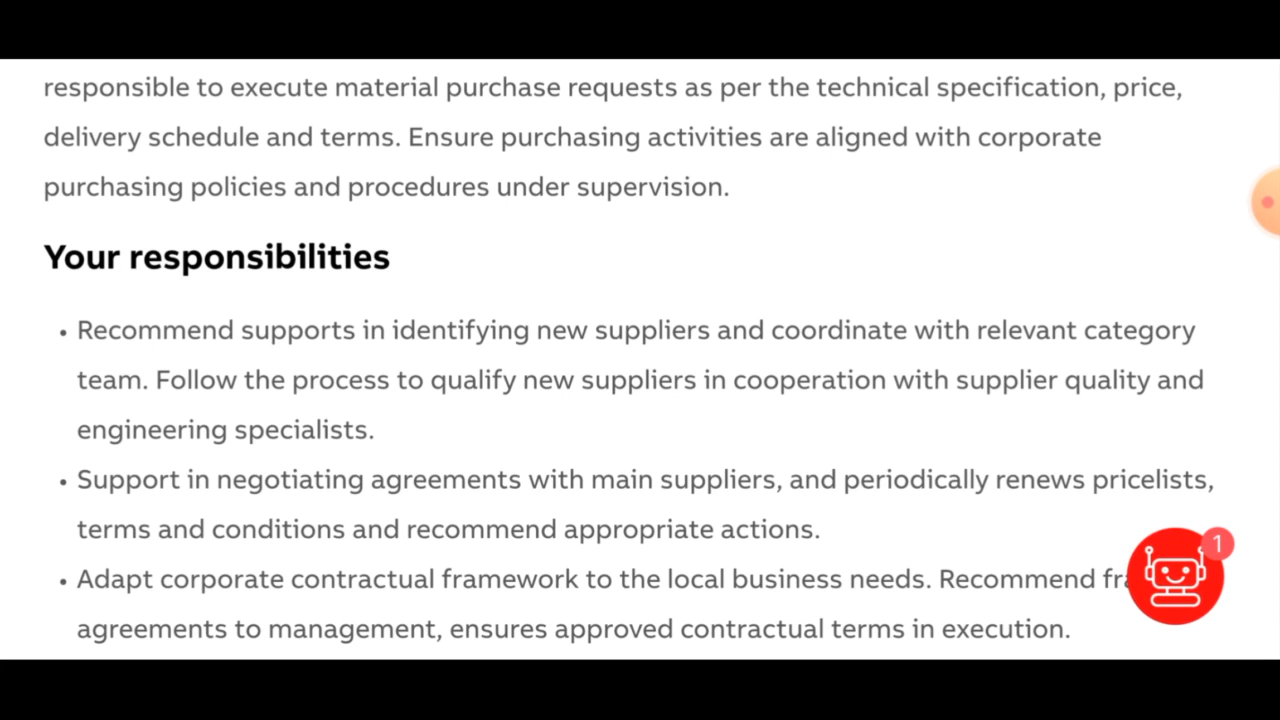 responsible to execute material purchase requests as per the technical specification, price,
delivery schedule and terms. Ensure purchasing activities are aligned with corporate
purchasing policies and procedures under supervision.
Your responsibilities
• Recommend supports in identifying new suppliers and coordinate with relevant category
team. Follow the process to qualify new suppliers in cooperation with supplier quality and
engineering specialists.
• Support in negotiating agreements with main suppliers, and periodically renews pricelists,
terms and conditions and recommend appropriate actions.
1
• Adapt corporate contractual framework to the local business needs. Recommend
agreements to management, ensures approved contractual terms in execution.